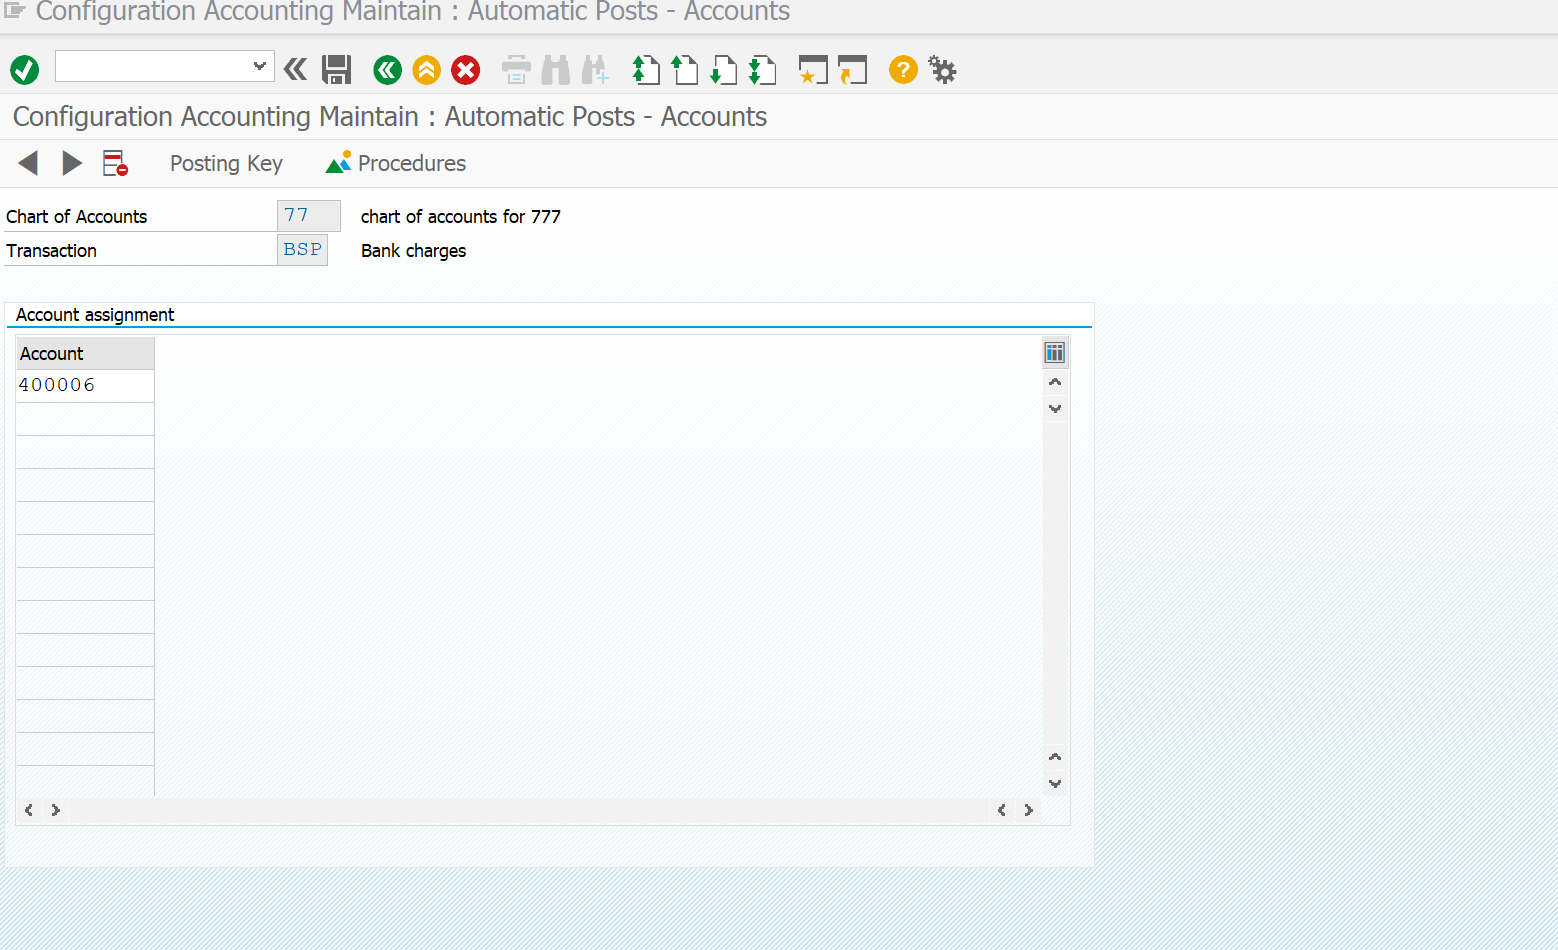 Configuration Accounting Maintain : Automatic Posts - Accounts
Configuration Accounting Maintain : Automatic Posts - Accounts
Posting Key Procedures
Chart of Accounts 77 chart of accounts for 777
Transaction BSP Bank charges
Account assignment
Account
400006